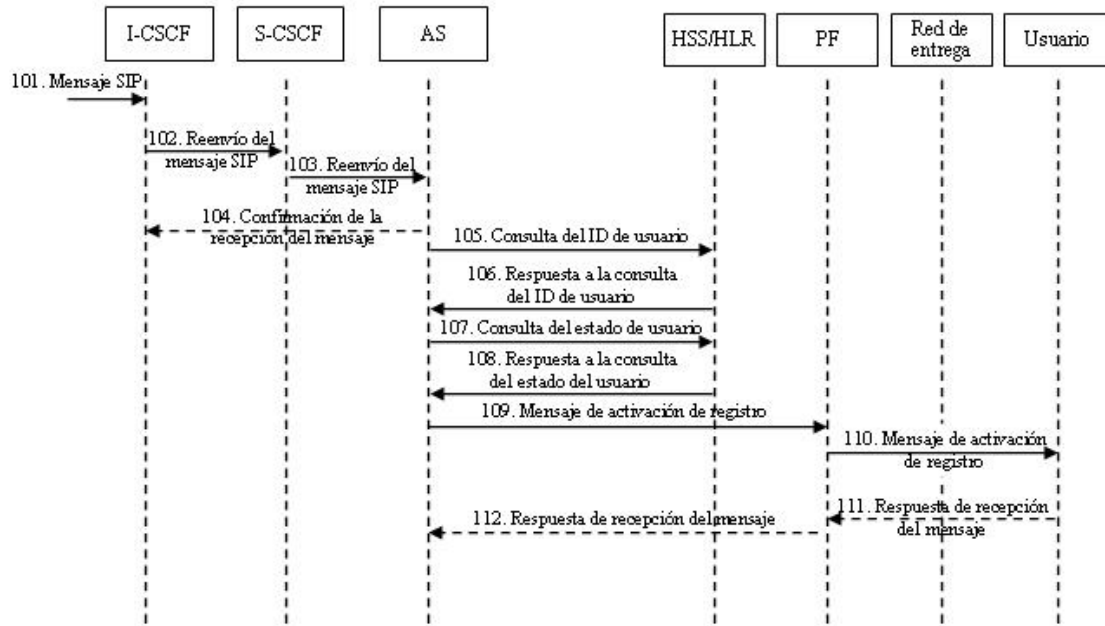 I-CSCF
S-CSCF
AS
HSS/HLR
PF
Red de
entrega
Usuario
101. Mensaje SIP
102. Reenvío del
mensaje SIP
103. Reenvío del
mensaje SIP
104. Confirmación de la
recepción del mensaje
105. Consulta del ID de usuario
106. Respuesta a la consulta
del ID de usuario
107. Consulta del estado de usuario
108. Respuesta a la consulta
del estado del usuario
109. Mensaje de activación de registro
110. Mensaje de activación
de registro
111. Respuesta de recepción
del mensaje
112. Respuesta de recepción del mensaje